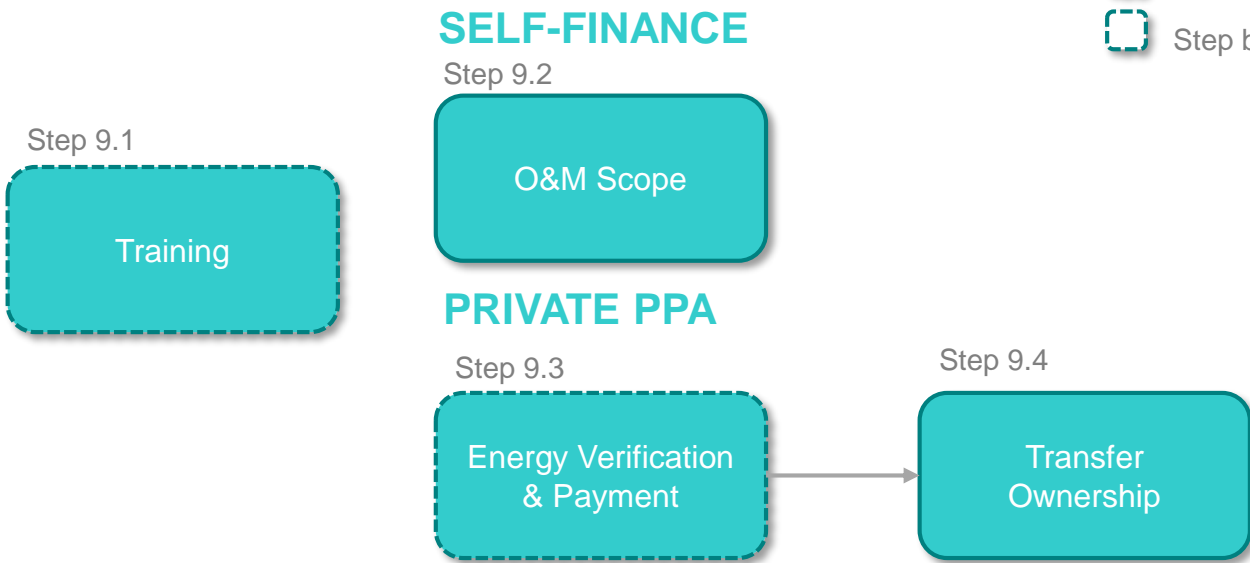 SELF-FINANCE
Step
Step 9.2
Step 9.1
O&M Scope
Training
PRIVATE PPA
Step 9.3
Step 9.4
Energy Verification
& Payment
Transfer
Ownership